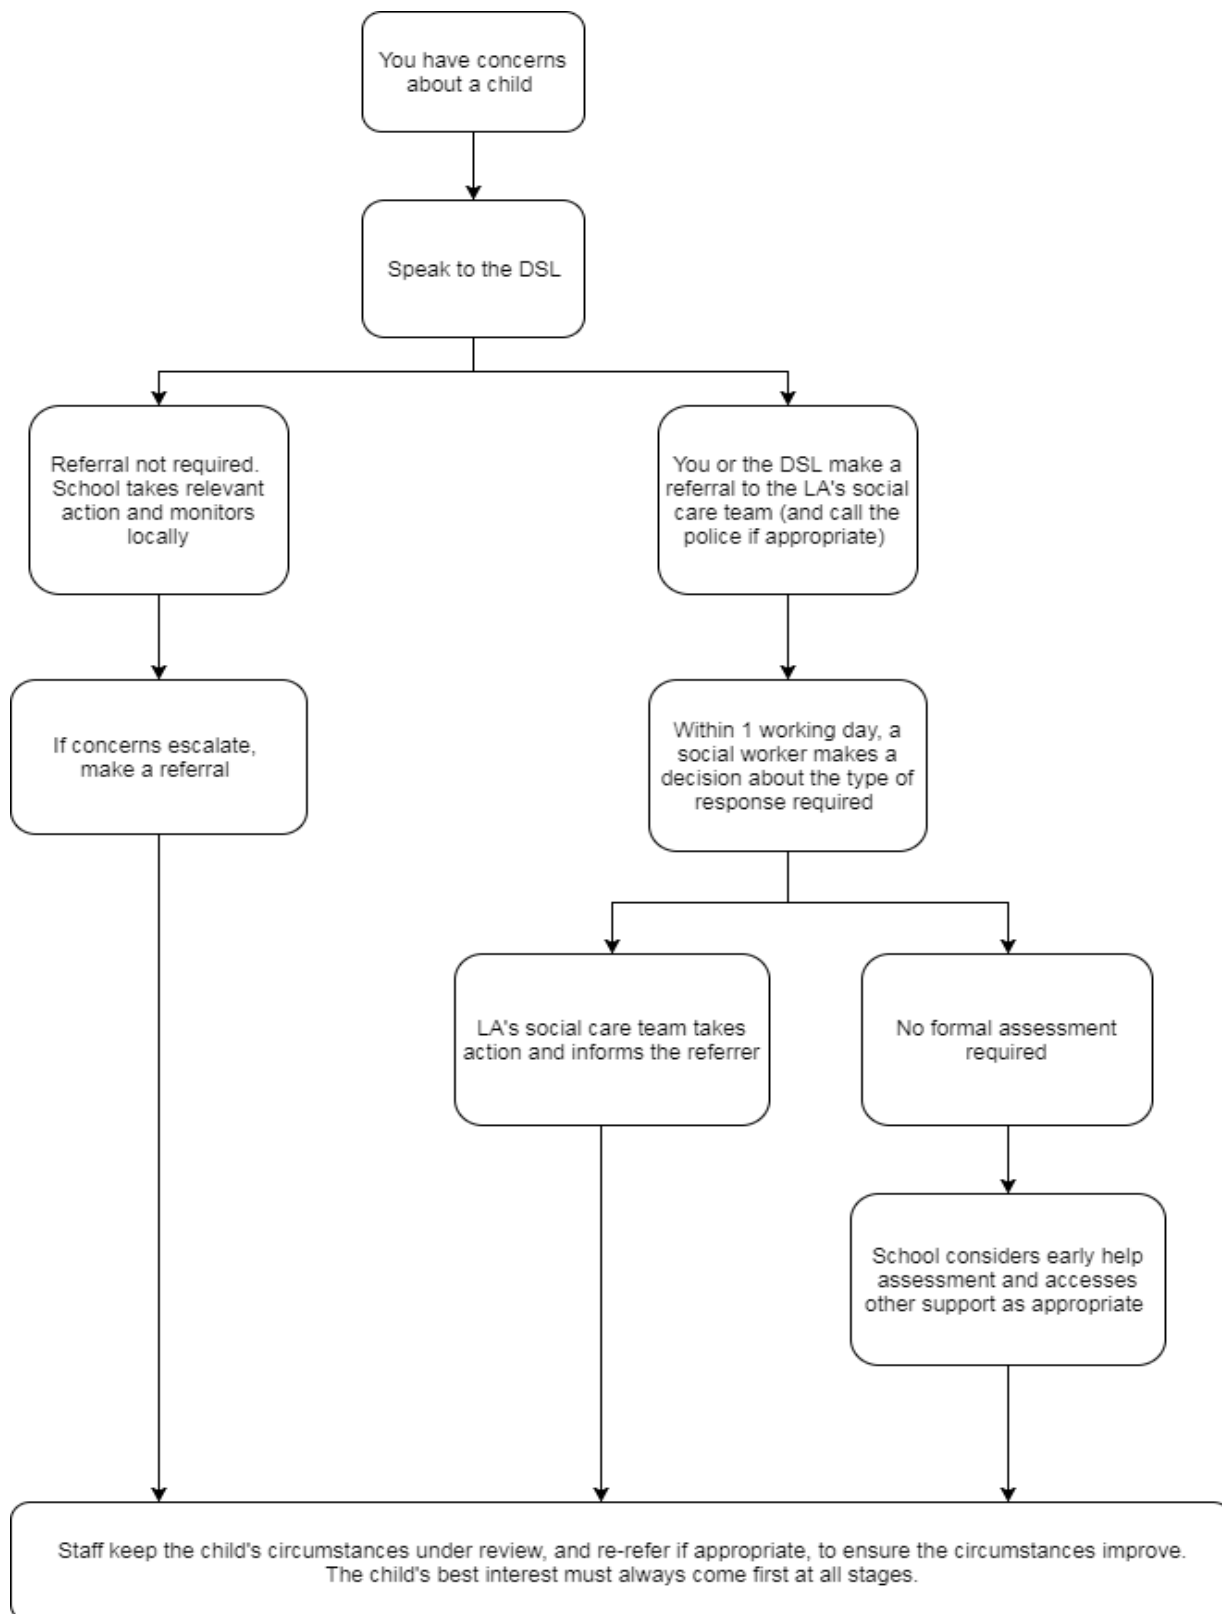 You have concerns
about a child
Speak to the DSL
Referral not required.
School takes relevant
action and monitors
locally
You or the DSL make a
referral to the LA's social
care team (and call the
police if appropriate)
If concerns escalate,
make a referral
Within 1 working day, a
social worker makes a
decision about the type of
response required
LA's social care team takes
action and informs the referrer
No formal assessment
required
School considers early help
assessment and accesses
other support as appropriate
Staff keep the child's circumstances under review, and re-refer if appropriate, to ensure the circumstances improve.
The child's best interest must always come first at all stages.